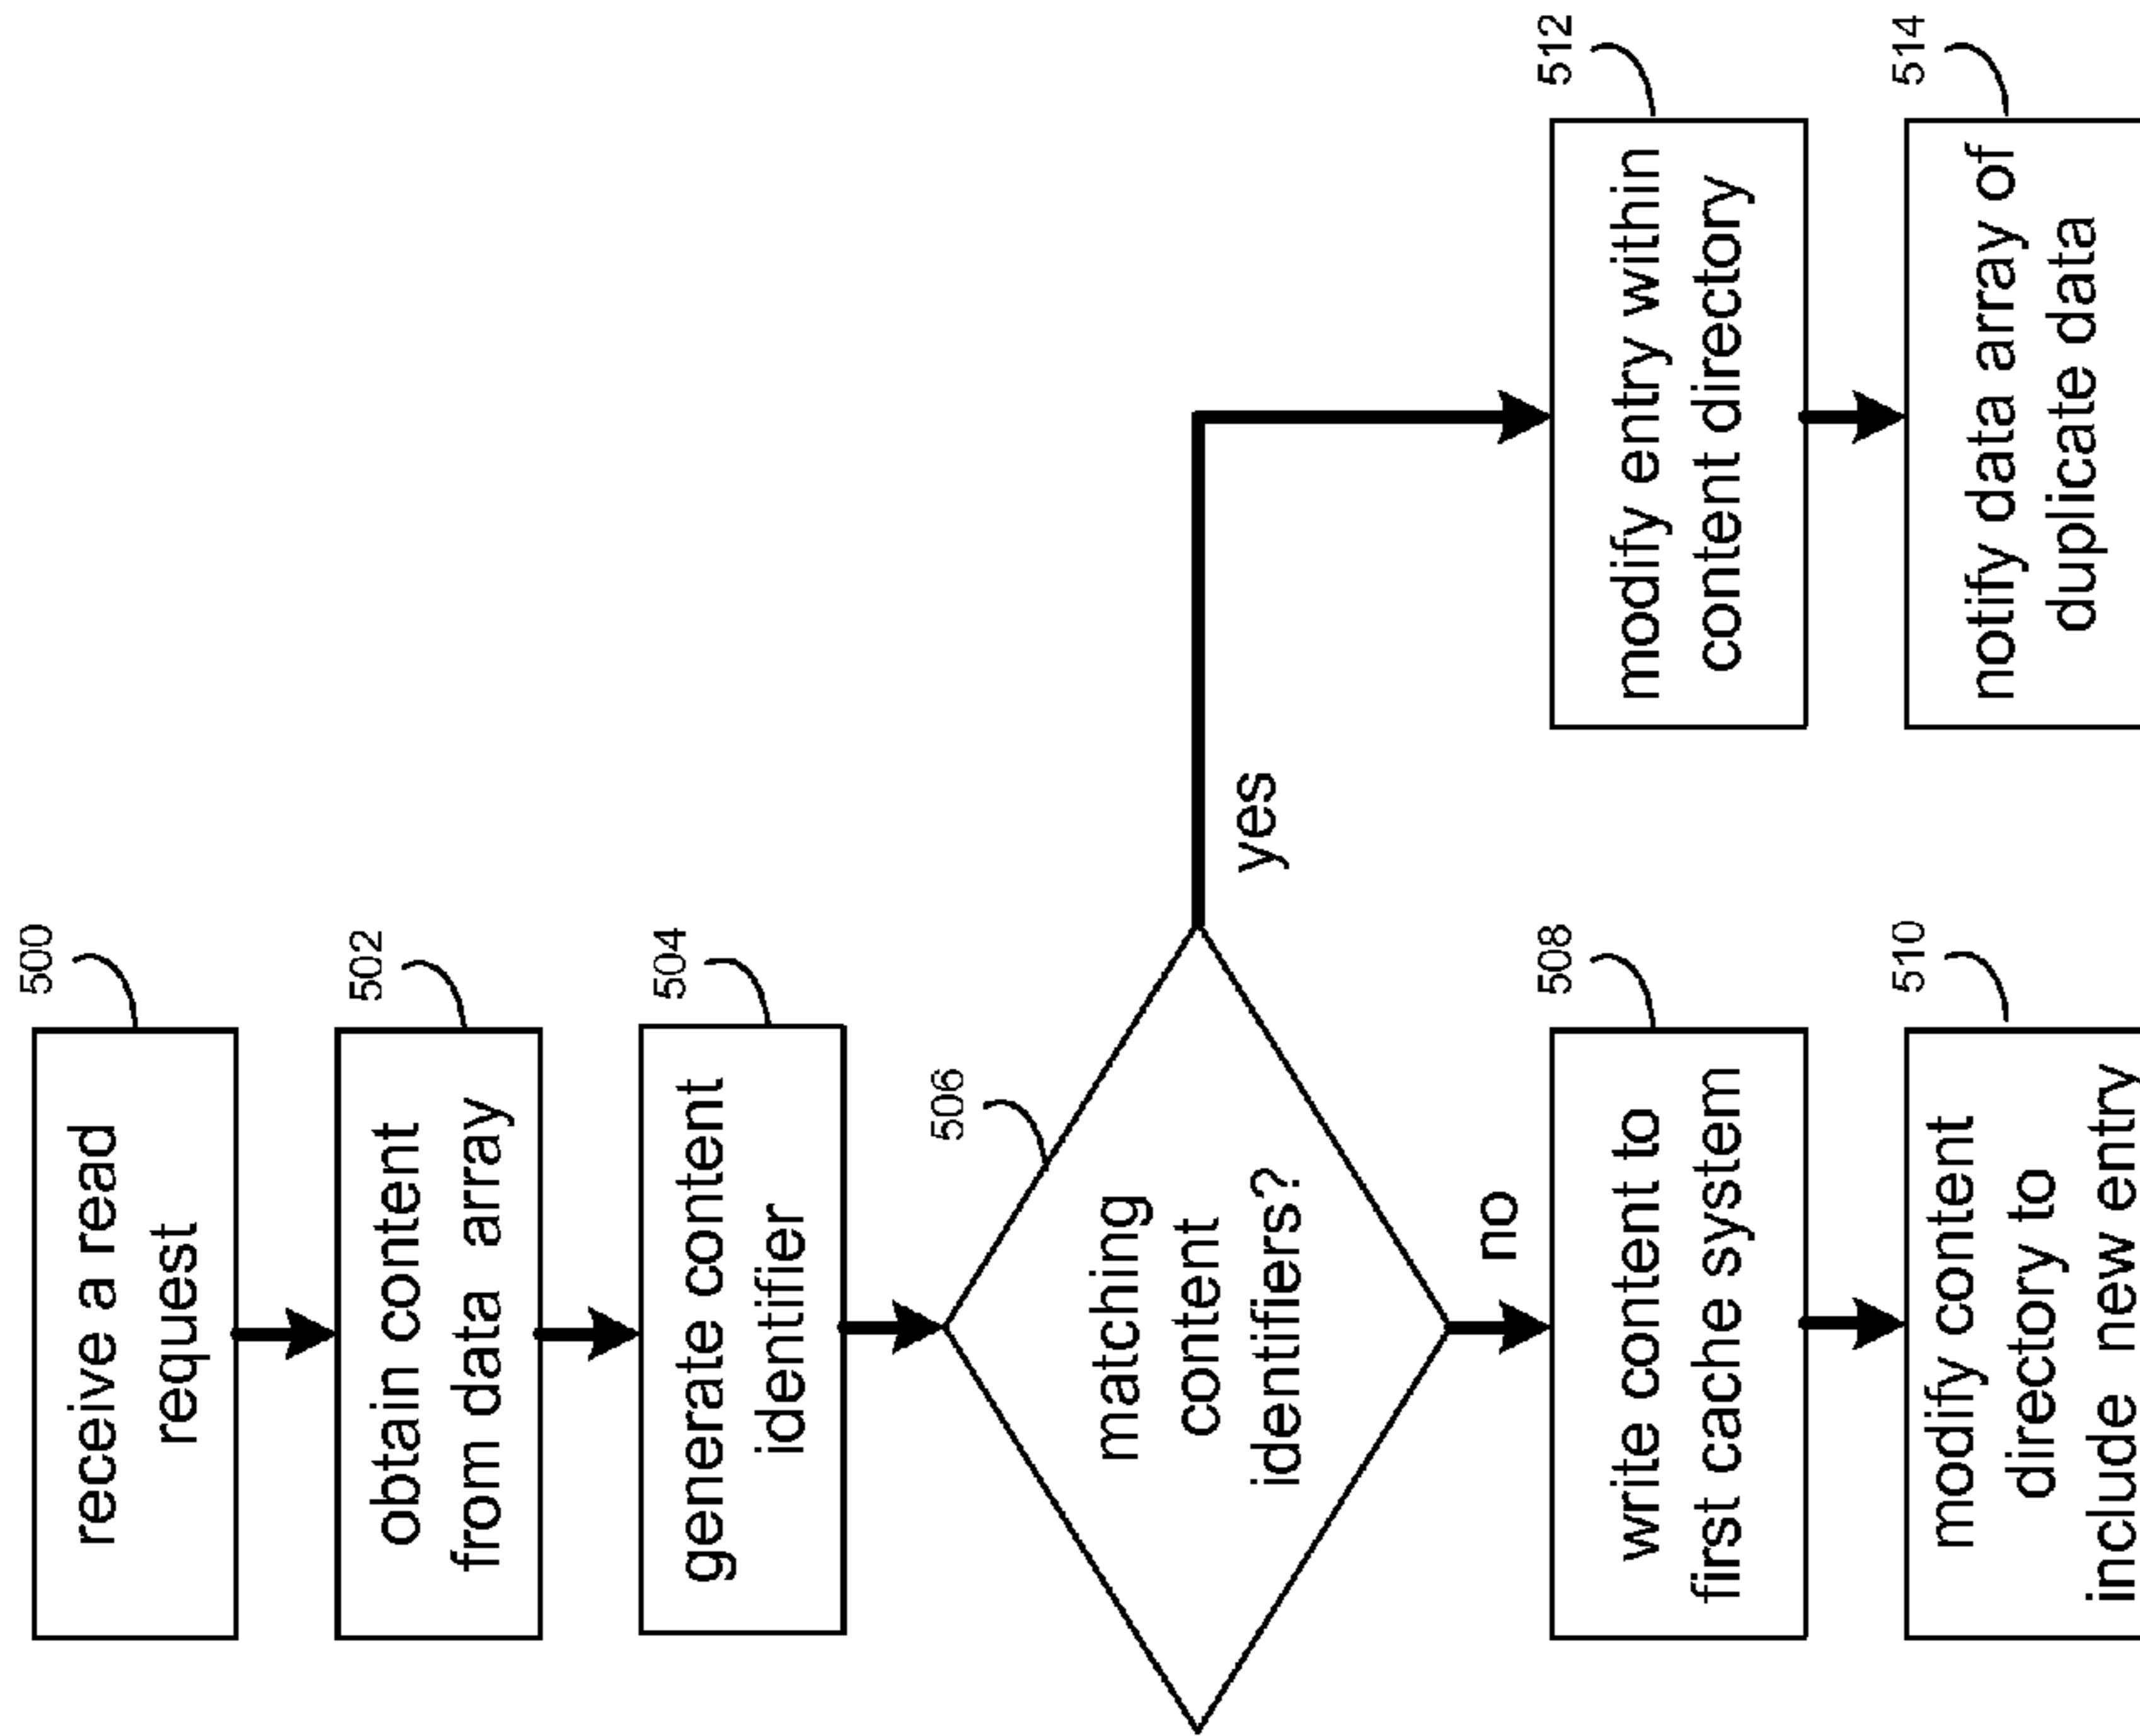 500
receive a read
request
502
obtain content
from data array
504
generate content
identifier
506
matching
content
identifiers?
yes
no
508
write content to
first cache system
510
modify content
directory to
include new entry
512
modify entry within
content directory
514
notify data array of
duplicate data